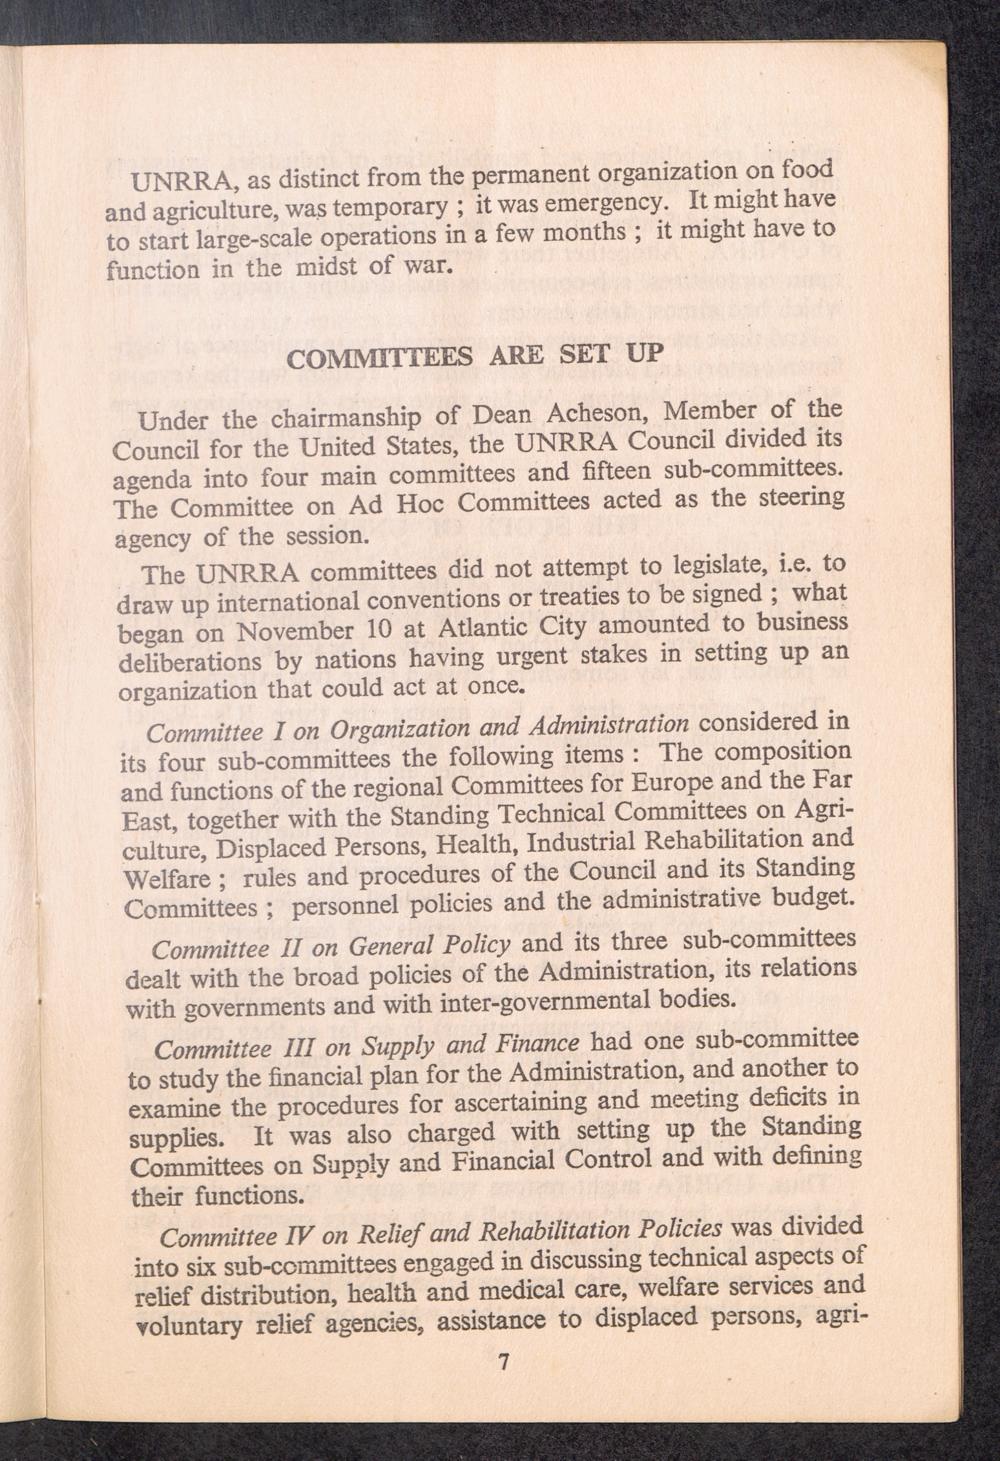 UNRRA, as distinct from the permanent organization on food
and agriculture, was temporary ; it was emergency. It might have
to start large-scale operations in a few months ; it might have to
function in the midst of war.
COMMITTEES ARE SET UP
Under the chairmanship of Dean Acheson, Member of the
Council for the United States, the UNRRA Council divided its
agenda into four main committees and fifteen sub-committees.
The Committee on Ad Hoc Committees acted as the steering
agency of the session.
The UNRRA committees did not attempt to legislate, i.e. to
draw up international conventions or treaties to be signed ; what
began on November 10 at Atlantic City amounted to business
deliberations by nations having urgent stakes in setting up an
organization that could act at once.
Committee I on Organization and Administration considered in
its four sub-committees the following items : The composition
and functions of the regional Committees for Europe and the Far
East, together with the Standing Technical Committees on Agri-
culture, Displaced Persons, Health, Industrial Rehabilitation and
Welfare ; rules and procedures of the Council and its Standing
Committees ; personnel policies and the administrative budget.
Committee II on General Policy and its three sub-committees
dealt with the broad policies of the Administration, its relations
with governments and with inter-governmental bodies.
Committee III on Supply and Finance had one sub-committee
to study the financial plan for the Administration, and another to
examine the procedures for ascertaining and meeting deficits in
supplies. It was also charged with setting up the Standing
Committees on Supply and Financial Control and with defining
their functions.
Committee IV on Relief and Rehabilitation Policies was divided
into six sub-committees engaged in discussing technical aspects of
relief distribution, health and medical care, welfare services and
voluntary relief agencies, assistance to displaced persons, agri-
7